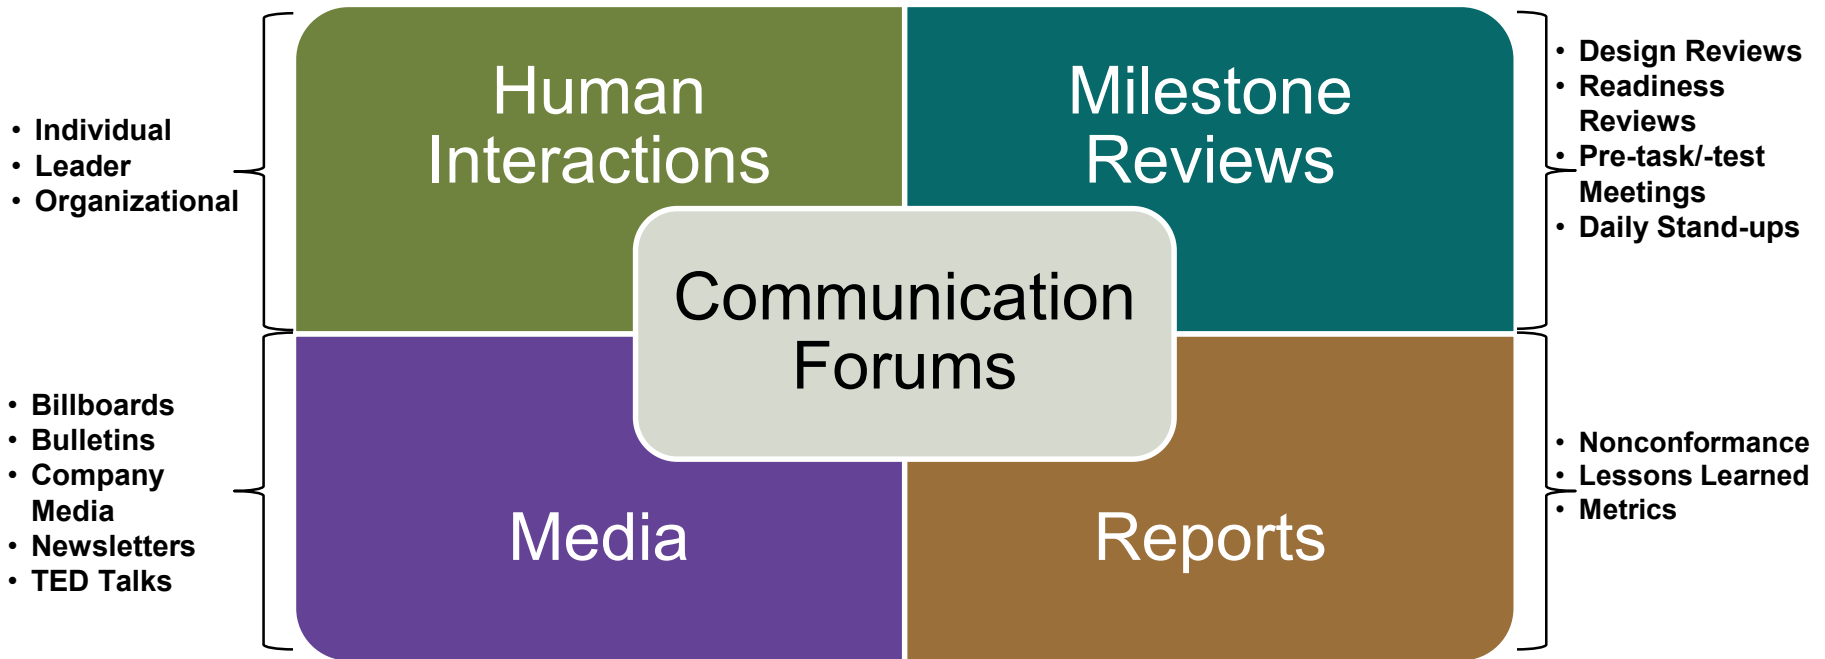 Human
Interactions
• Individual
• Leader
• Organizational
Milestone
Reviews
• Design Reviews
• Readiness
Reviews
• Pre-task/-test
Meetings
• Daily Stand-ups
Communication
Forums
Media
• Billboards
• Bulletins
• Company
Media
• Newsletters
• TED Talks
Reports
• Nonconformance
• Lessons Learned
• Metrics